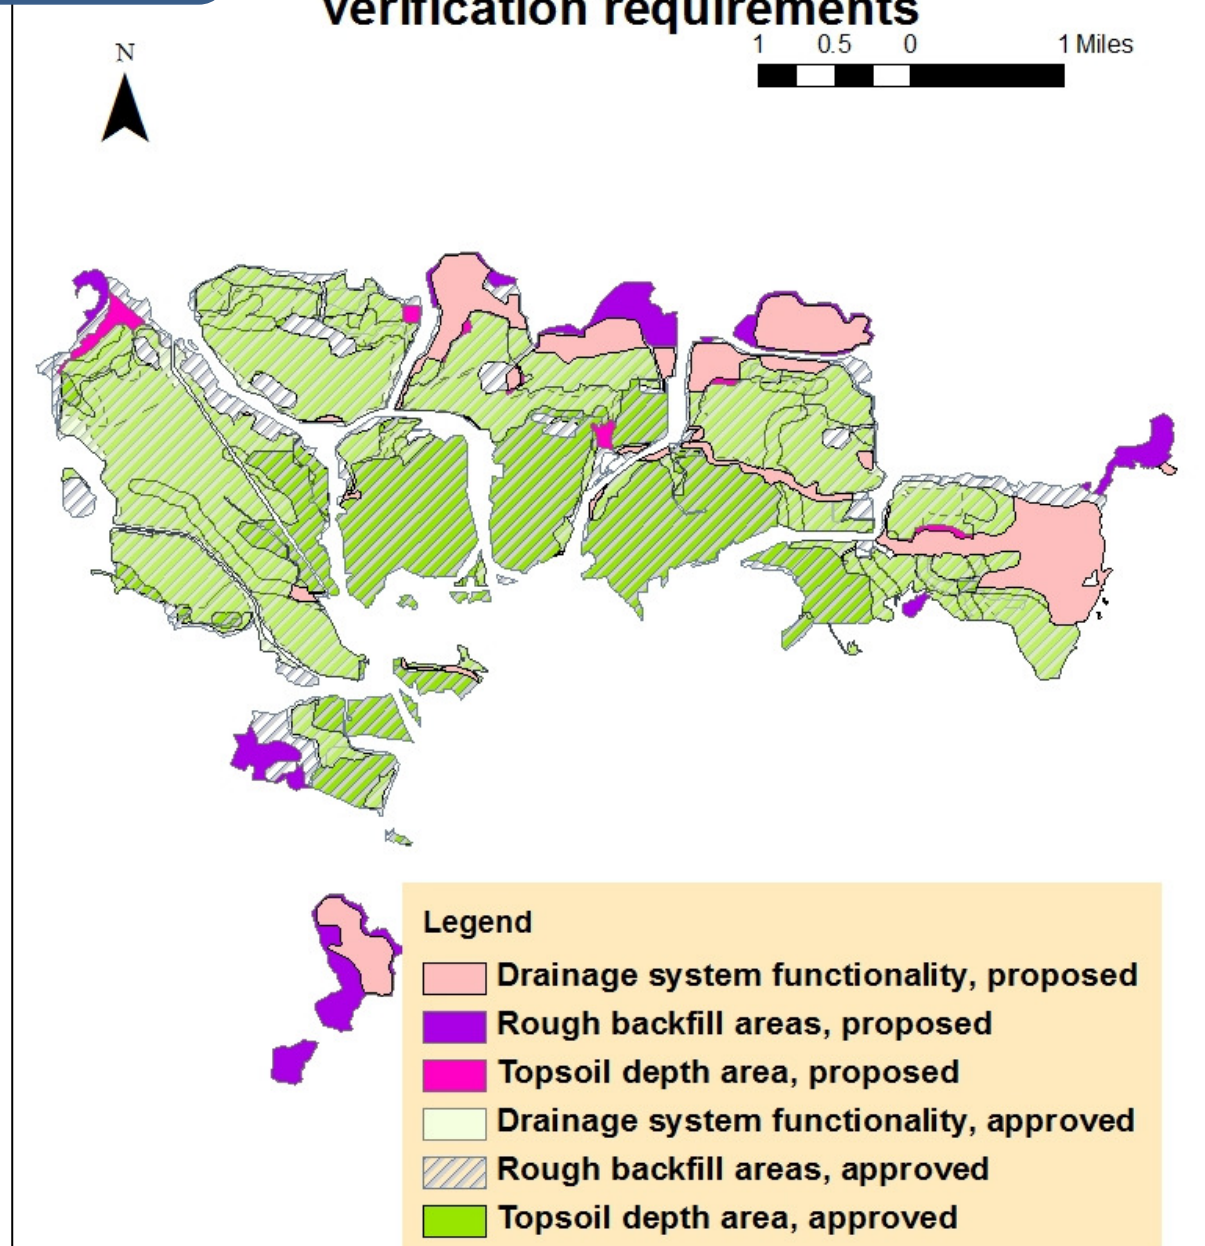 verification requirements
1 0.5 0 1 Miles
N
Legend
Drainage system functionality, proposed
Rough backfill areas, proposed
Topsoil depth area, proposed
Drainage system functionality, approved
Rough backfill areas, approved
Topsoil depth area, approved